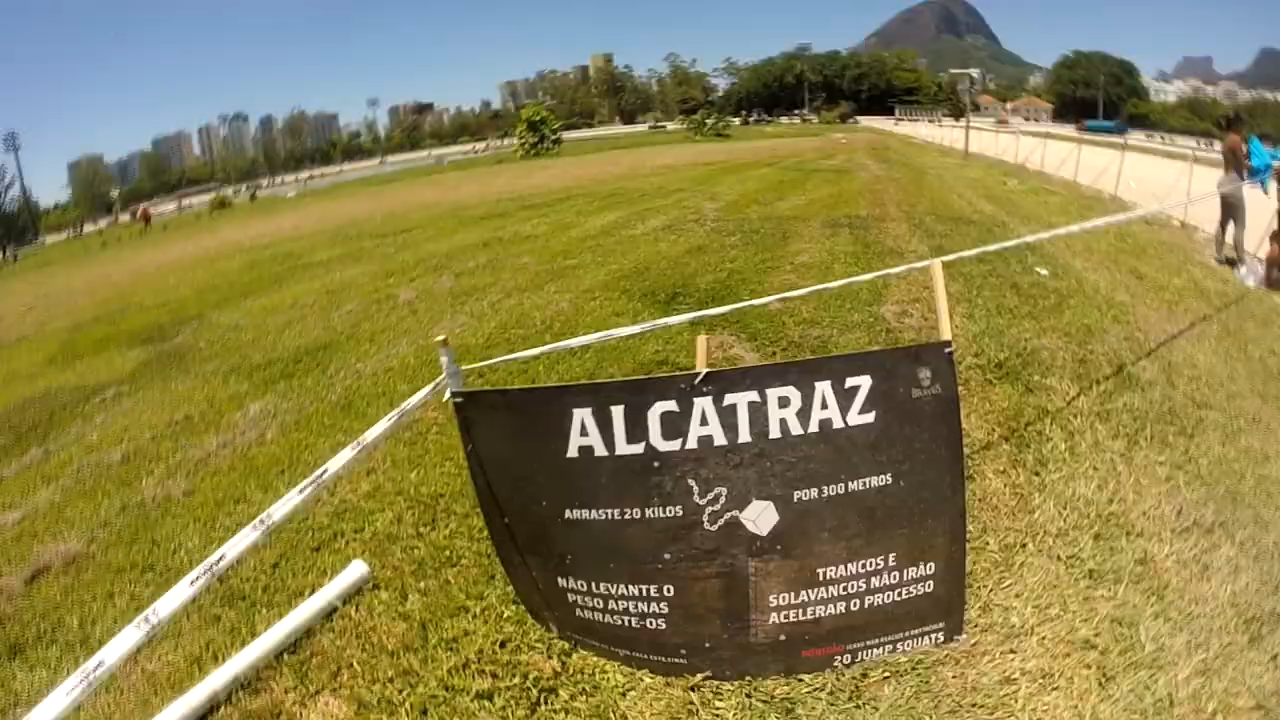 ALCATRAZ
BRAVUS
ARRASTE 20 KILOS
POR 300 METROS
NÃO LEVANTE O
PESO APENAS
ARRASTE-OS
TRANCOS E
SOLAVANCOS NÃO IRÃO
ACELERAR O PROCESSO
20 JUMP SQUATS